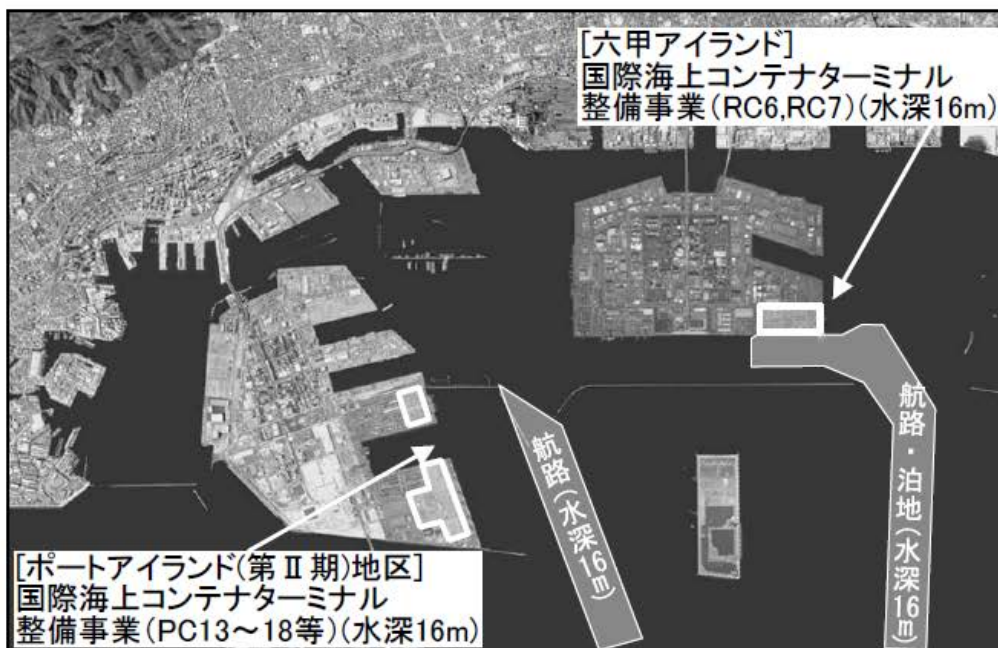 [六甲アイランド]
国際海上コンテナターミナル
整備事業(RC6,RC7)(水深16m)
航路(水深16m)
航路・泊地(水深16m)
[ポートアイランド(第Ⅱ期)地区]
国際海上コンテナターミナル
整備事業(PC13～18等)(水深16m)